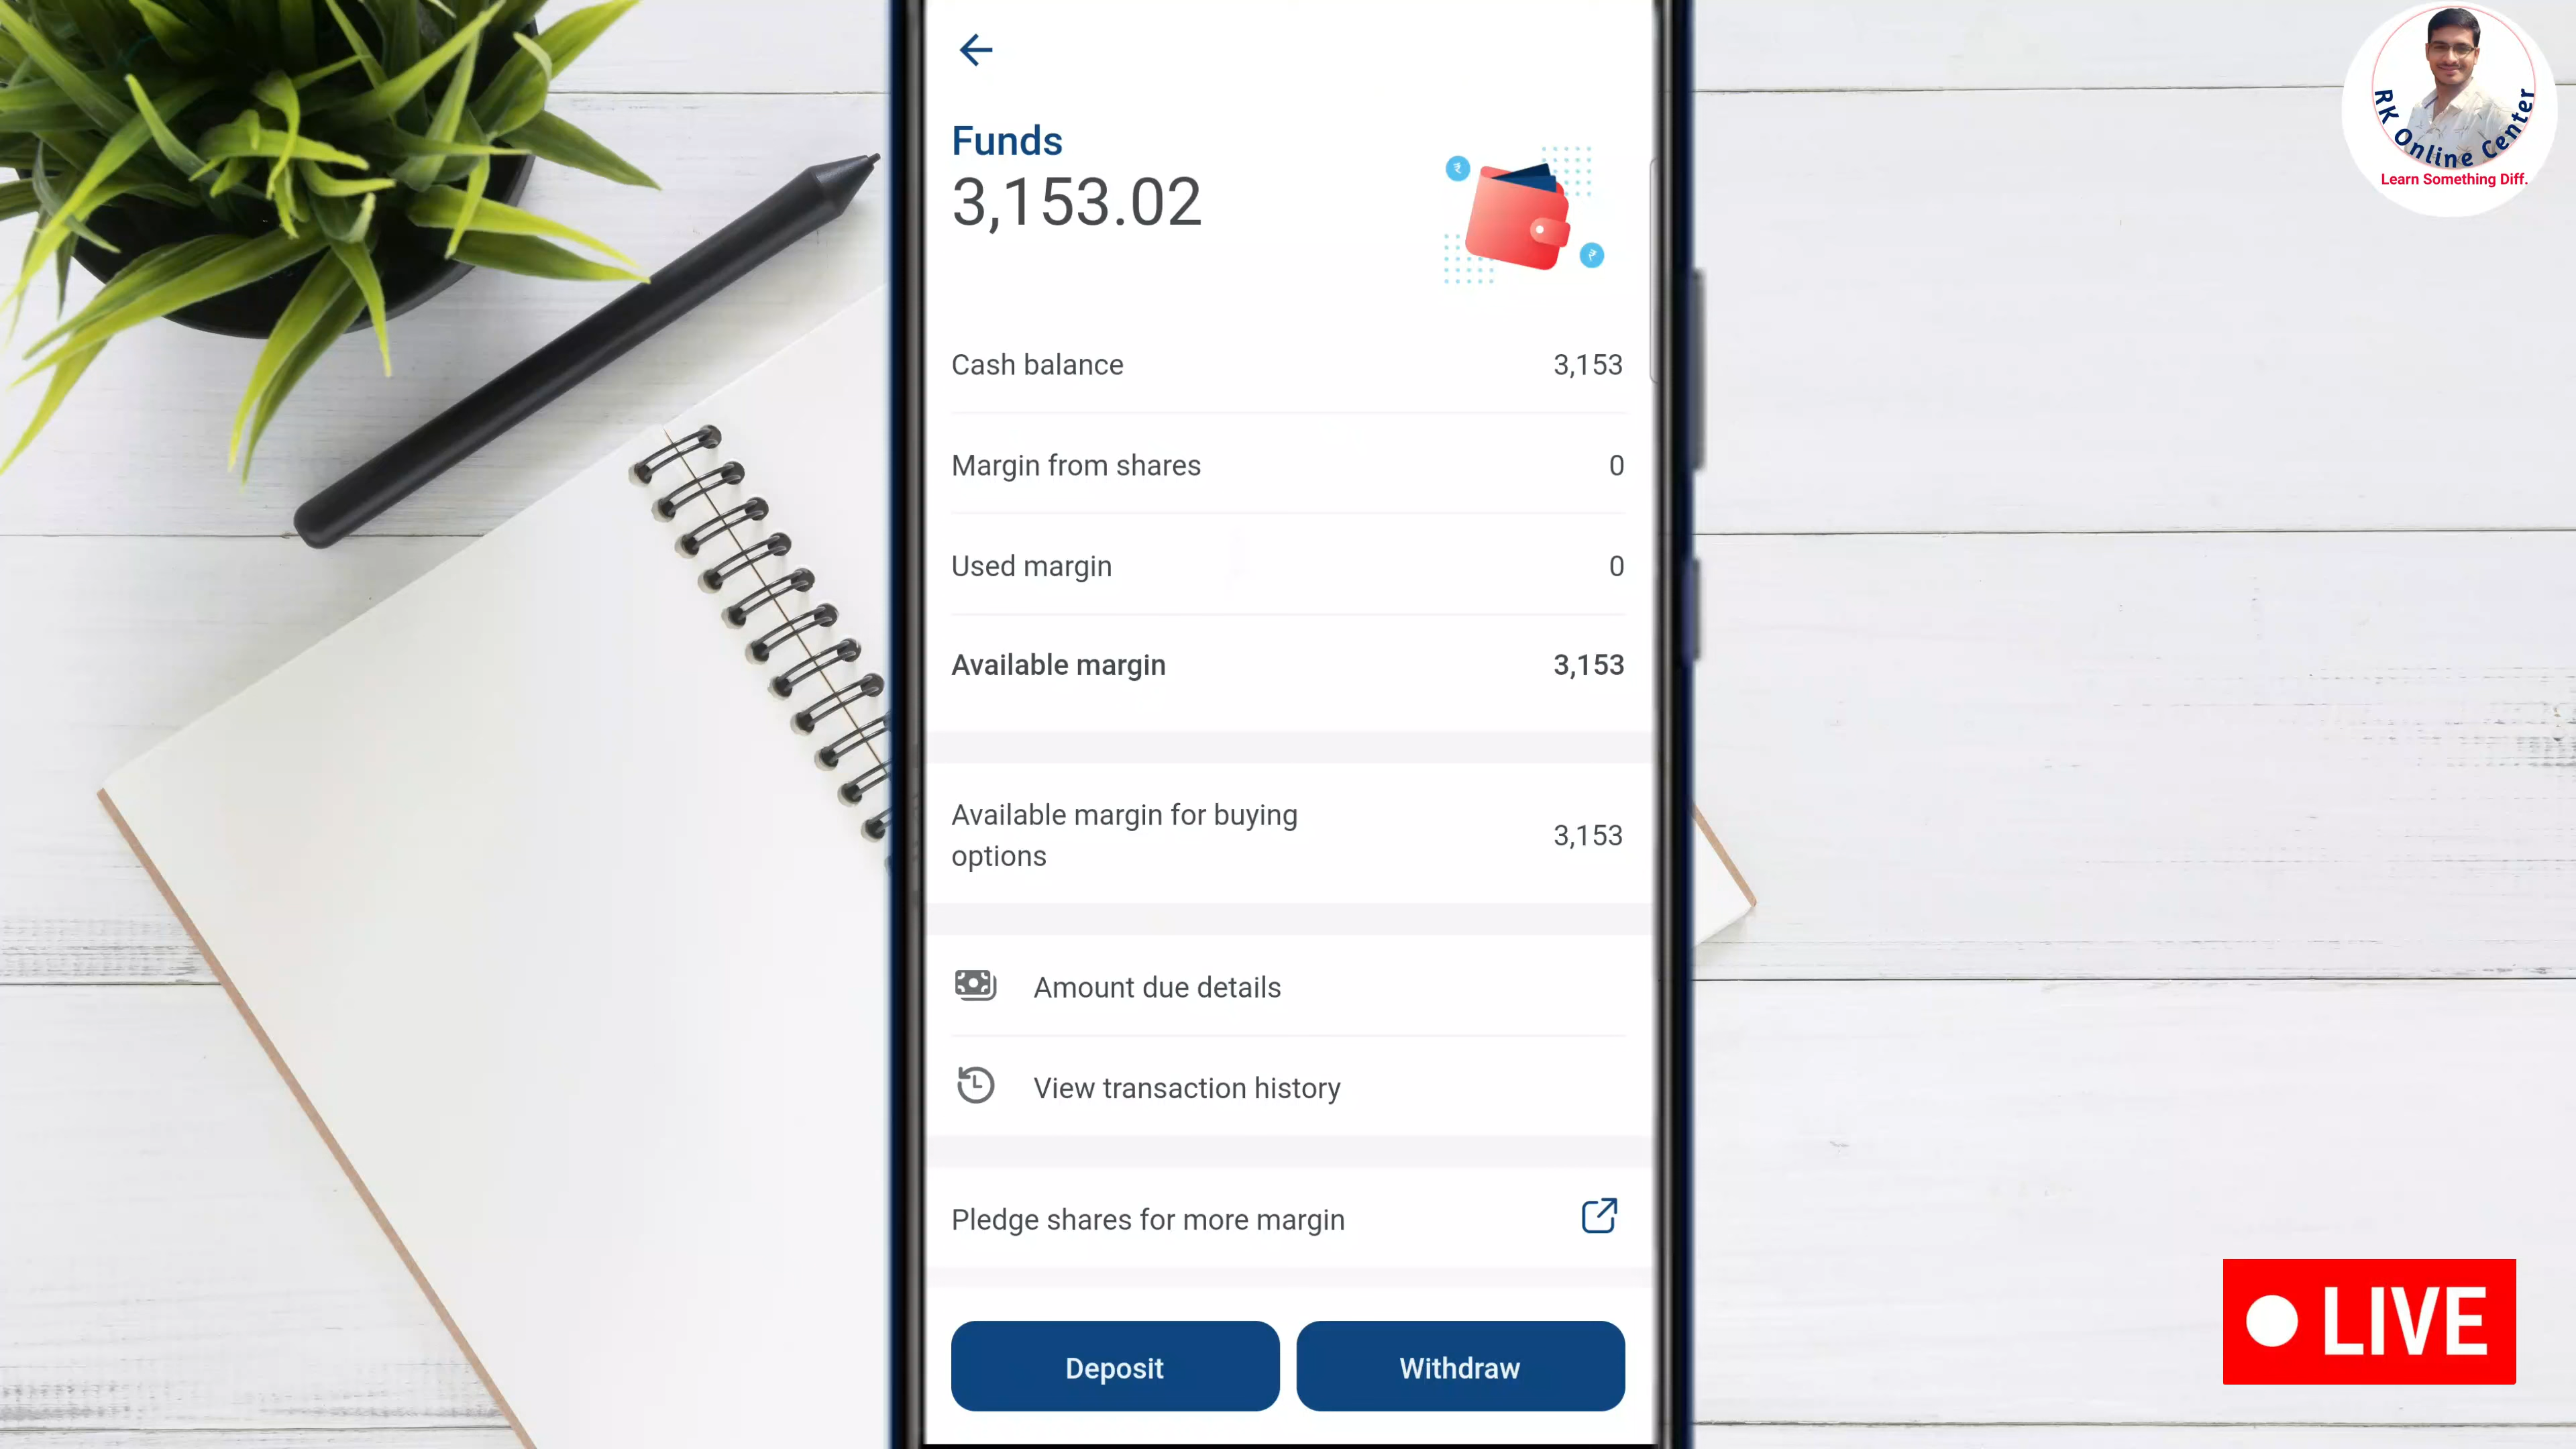 Funds
3,153.02
Cash balance 3,153
Margin from shares 0
Used margin 0
Available margin 3,153
Available margin for buying
options 3,153
Amount due details
View transaction history
Pledge shares for more margin
Deposit Withdraw
RK Online Center
Learn Something Diff.
LIVE